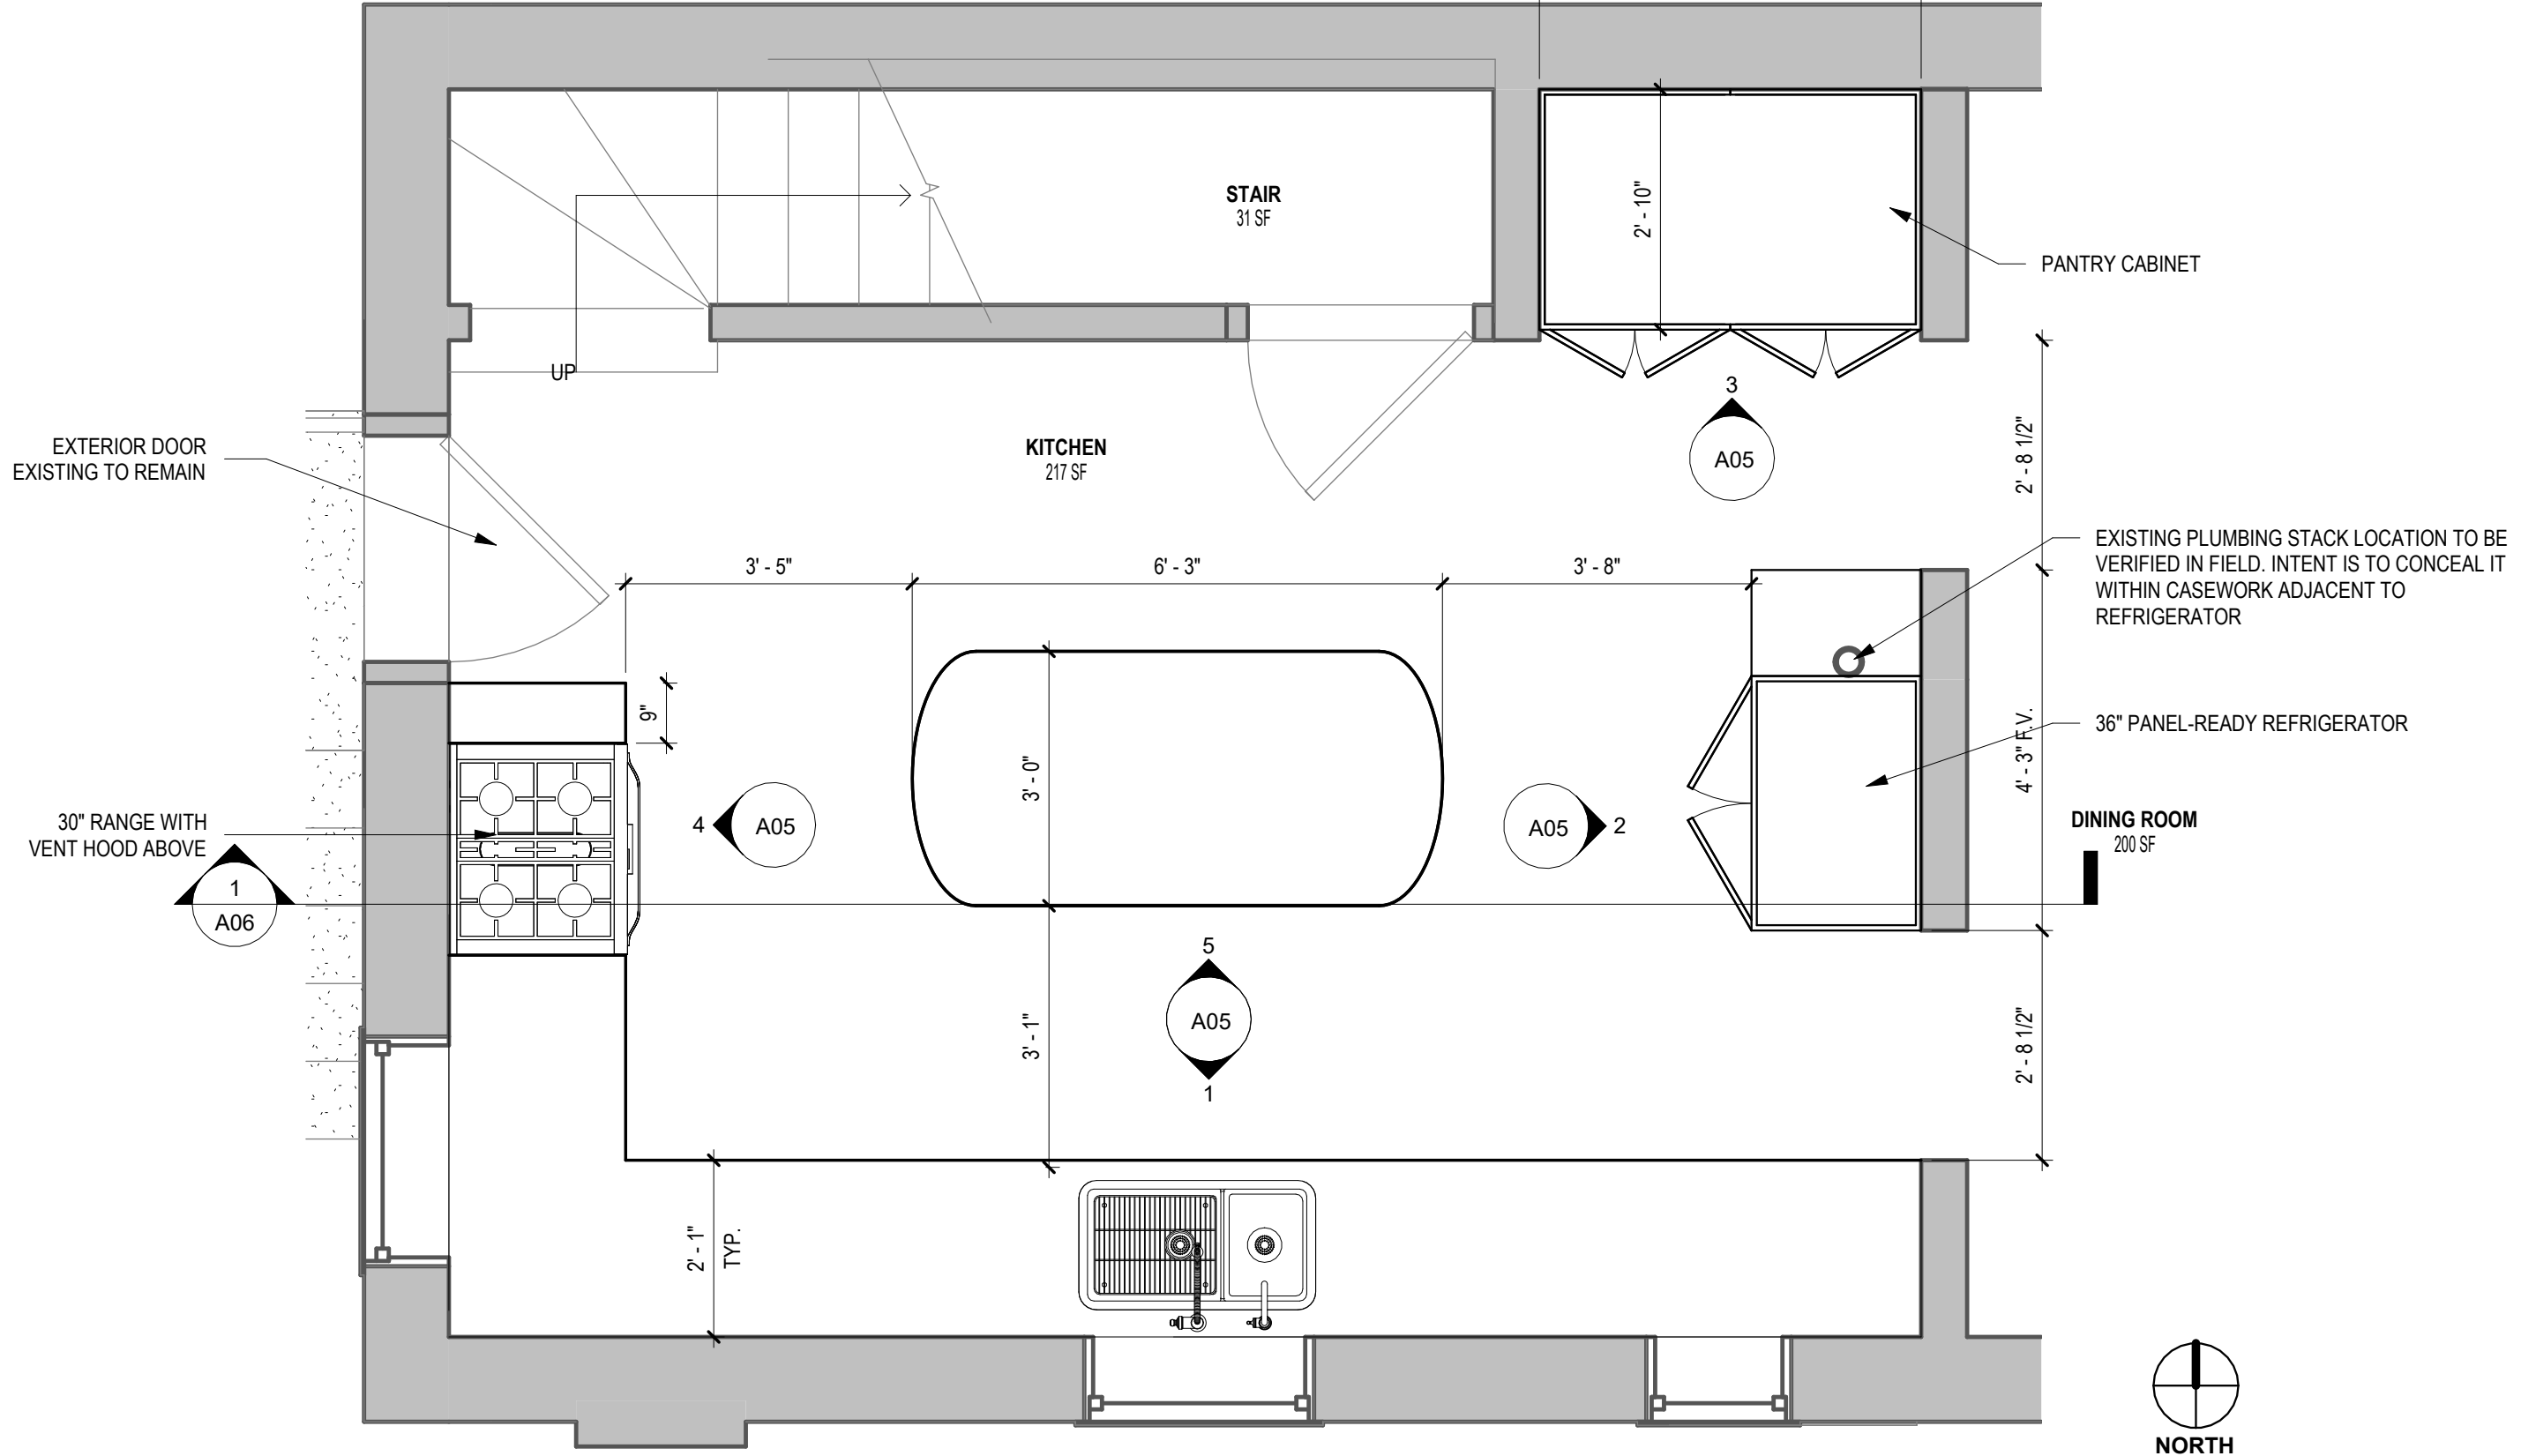 STAIR
31 SF
2' - 10"
PANTRY CABINET
UP
3
A05
EXTERIOR DOOR
EXISTING TO REMAIN
KITCHEN
217 SF
2' - 8 1/2"
3' - 5"
6' - 3"
3' - 8"
EXISTING PLUMBING STACK LOCATION TO BE
VERIFIED IN FIELD. INTENT IS TO CONCEAL IT
WITHIN CASEWORK ADJACENT TO
REFRIGERATOR
9"
36" PANEL-READY REFRIGERATOR
4' - 3" F.V.
3' - 0"
30" RANGE WITH
VENT HOOD ABOVE
4
A05
A05
2
DINING ROOM
200 SF
1
A06
5
A05
1
3' - 1"
2' - 8 1/2"
2' - 1"
TYP.
NORTH